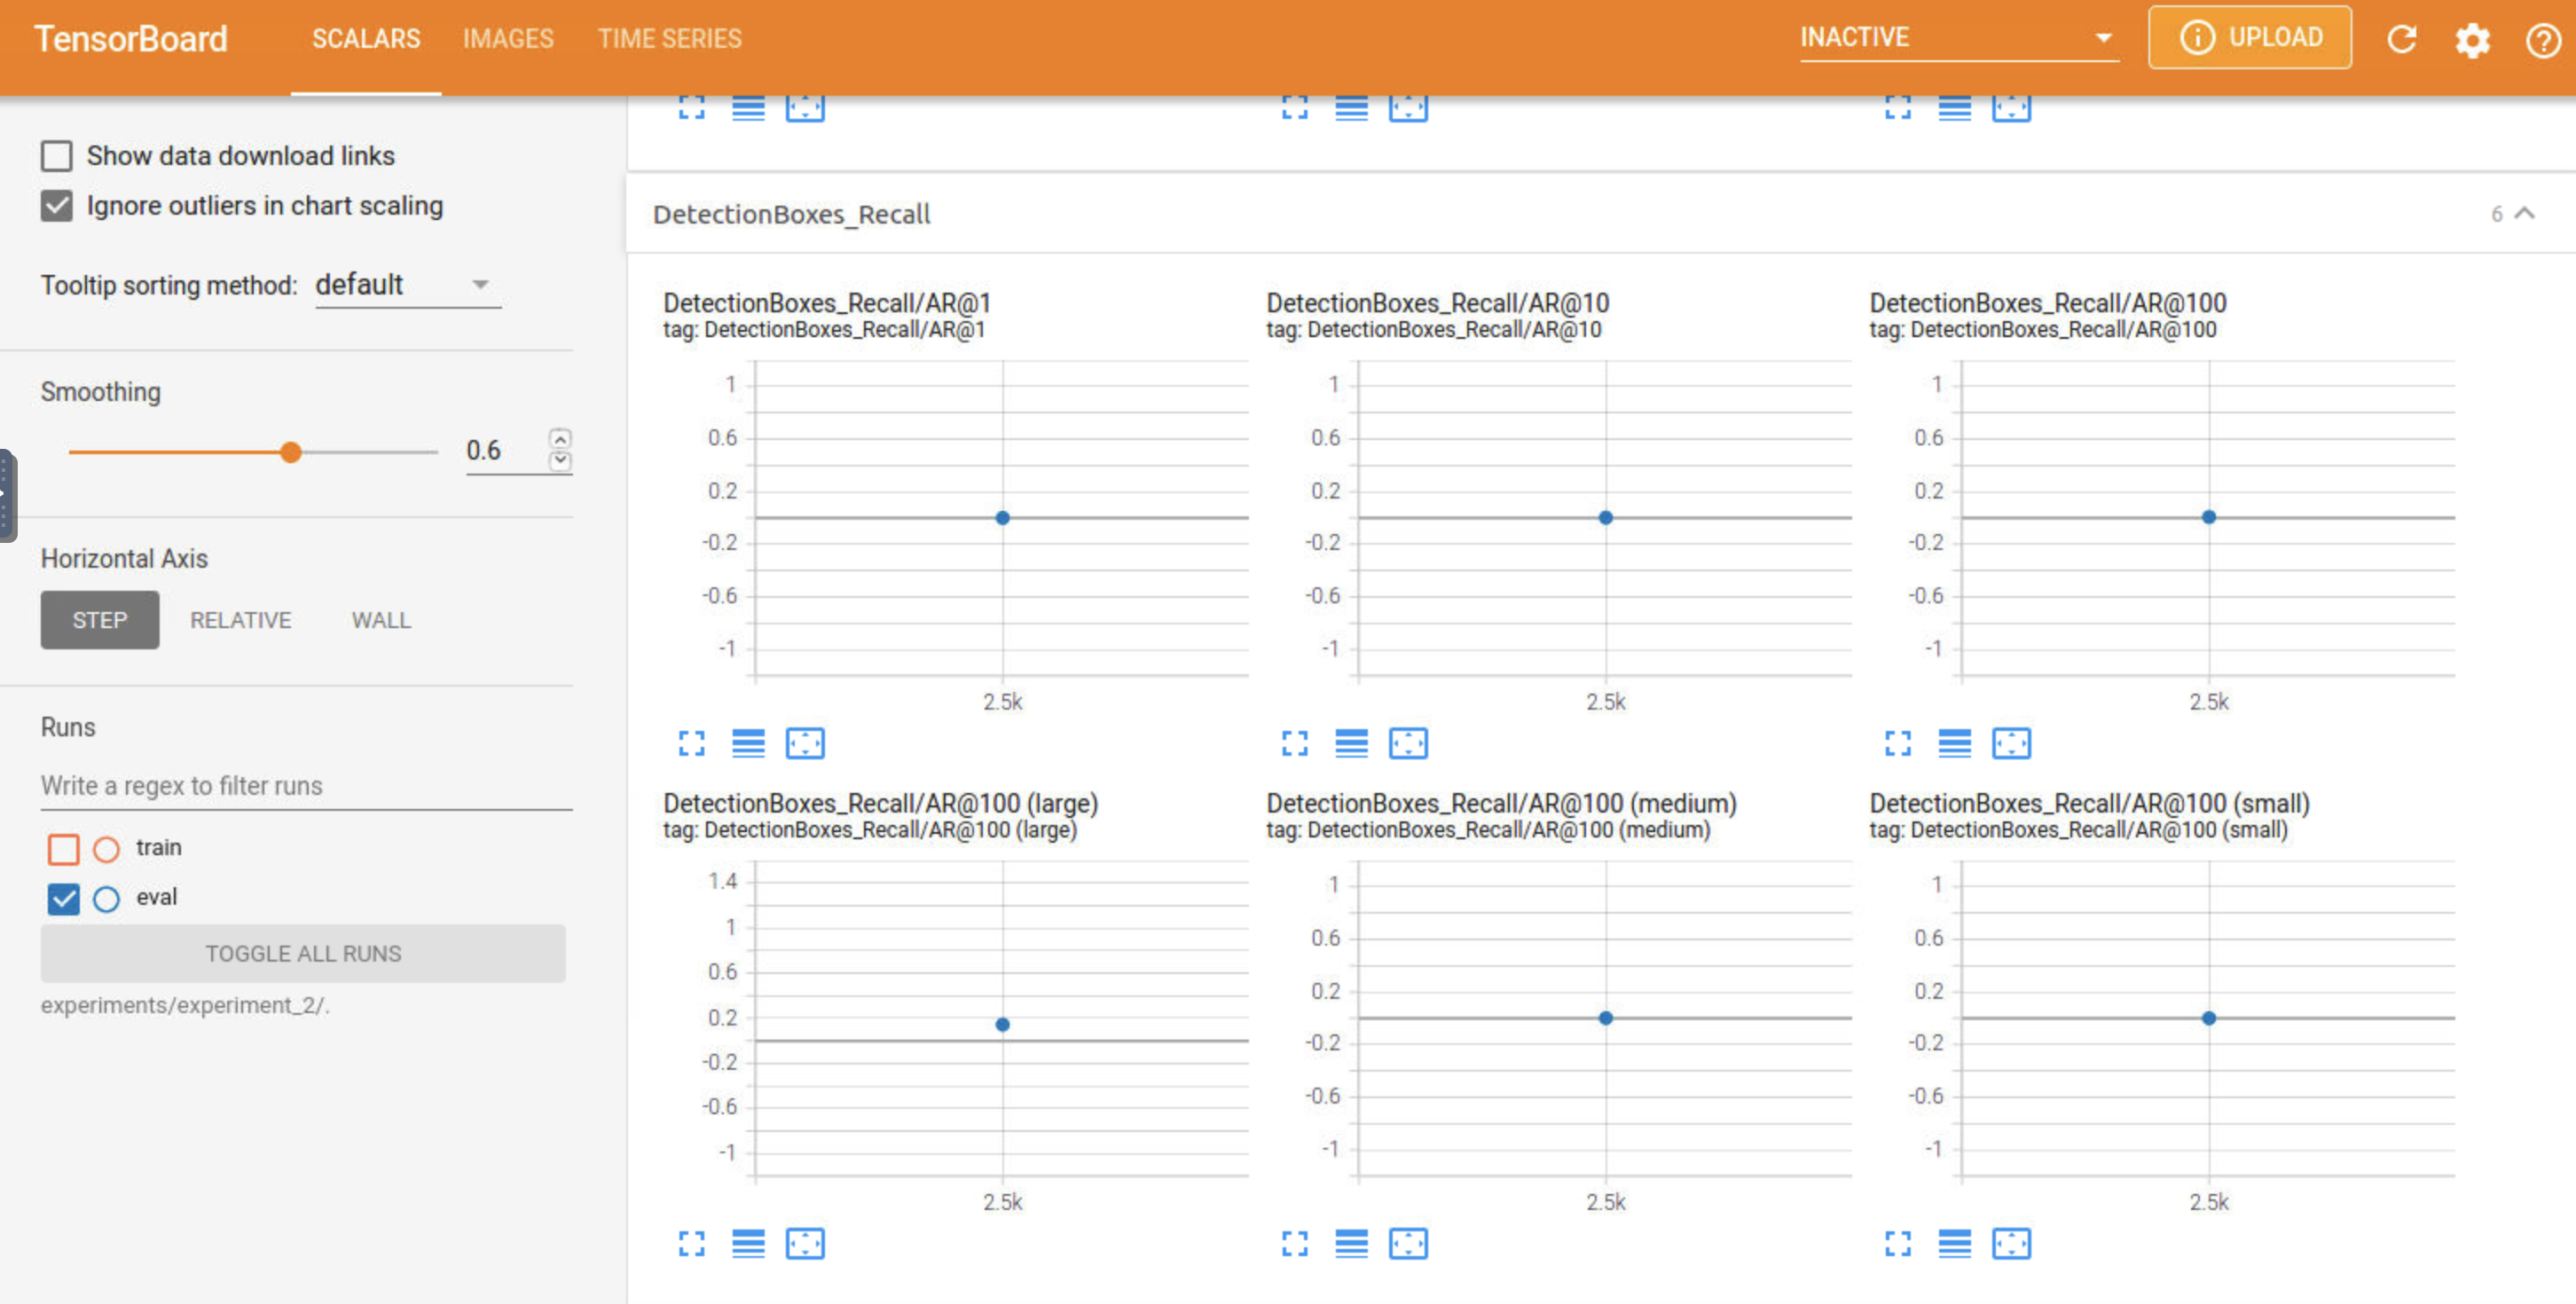 TensorBoard SCALARS IMAGES TIME SERIES INACTIVE UPLOAD
Show data download links
Ignore outliers in chart scaling
Tooltip sorting method: default
Smoothing
0.6
Horizontal Axis
STEP RELATIVE WALL
Runs
Write a regex to filter runs
train
eval
TOGGLE ALL RUNS
experiments/experiment_2/.
DetectionBoxes_Recall 6
DetectionBoxes_Recall/AR@1
tag: DetectionBoxes_Recall/AR@1
1
0.6
0.2
-0.2
-0.6
-1
2.5k
DetectionBoxes_Recall/AR@10
tag: DetectionBoxes_Recall/AR@10
1
0.6
0.2
-0.2
-0.6
-1
2.5k
DetectionBoxes_Recall/AR@100
tag: DetectionBoxes_Recall/AR@100
1
0.6
0.2
-0.2
-0.6
-1
2.5k
DetectionBoxes_Recall/AR@100 (large)
tag: DetectionBoxes_Recall/AR@100 (large)
1.4
1
0.6
0.2
-0.2
-0.6
-1
2.5k
DetectionBoxes_Recall/AR@100 (medium)
tag: DetectionBoxes_Recall/AR@100 (medium)
1
0.6
0.2
-0.2
-0.6
-1
2.5k
DetectionBoxes_Recall/AR@100 (small)
tag: DetectionBoxes_Recall/AR@100 (small)
1
0.6
0.2
-0.2
-0.6
-1
2.5k